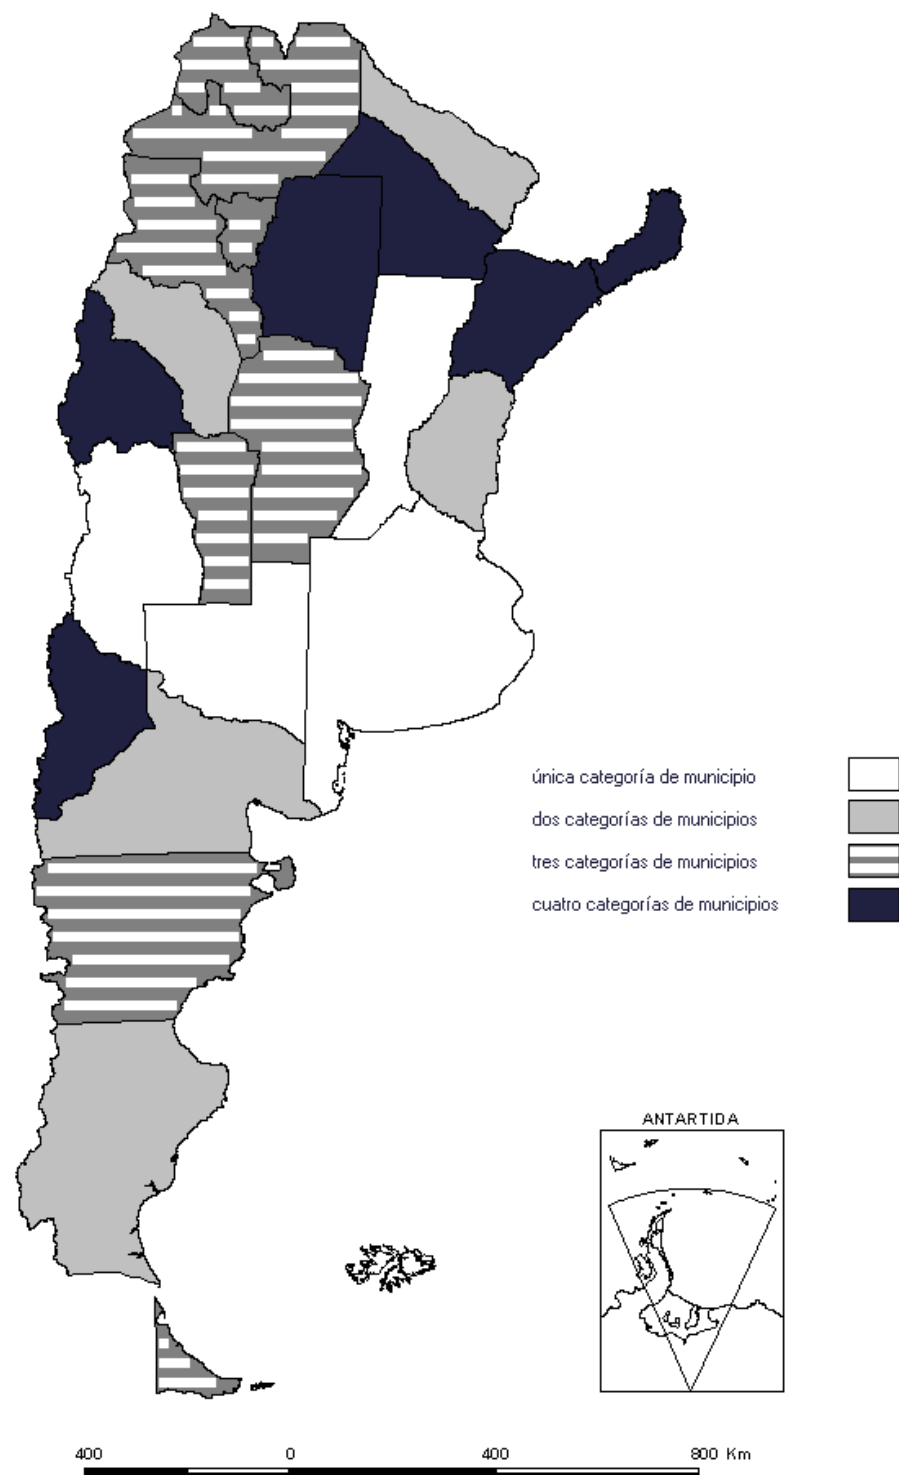 única categoría de municipio
dos categorías de municipios
tres categorías de municipios
cuatro categorías de municipios
ANTARTIDA
400 0 400 800 Km